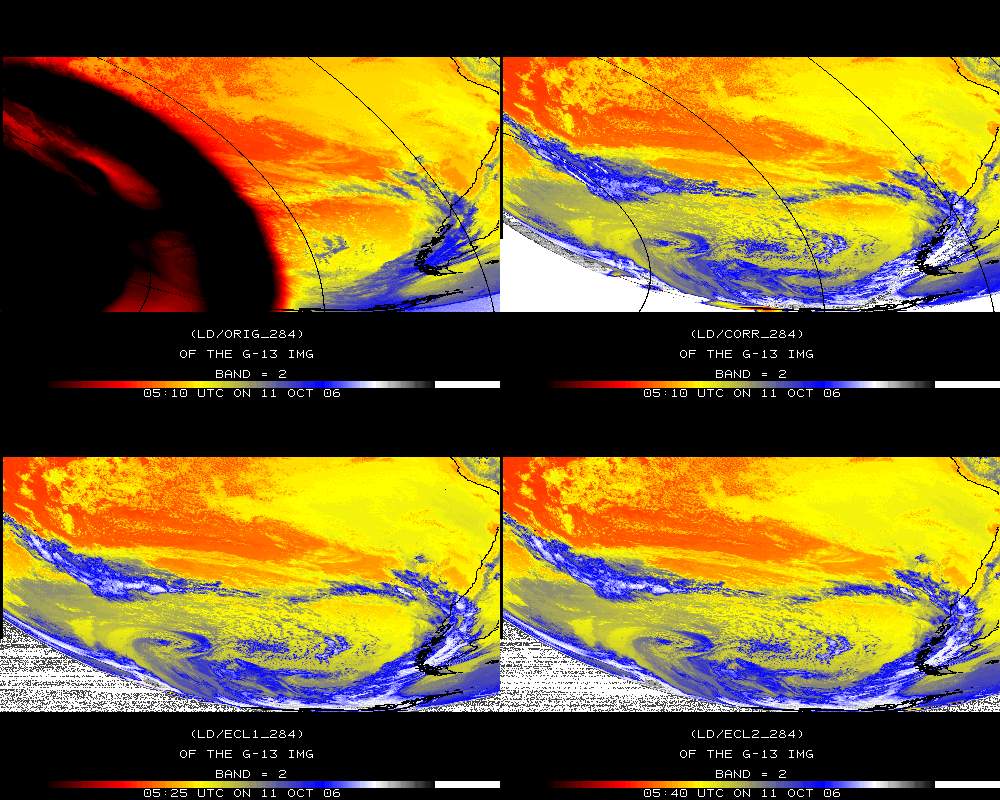 (LD/ORIG_284)
OF THE G-13 IMG
BAND = 2
05:10 UTC ON 11 OCT 06
(LD/CORR_284)
OF THE G-13 IMG
BAND = 2
05:10 UTC ON 11 OCT 06
(LD/ECL1_284)
OF THE G-13 IMG
BAND = 2
05:25 UTC ON 11 OCT 06
(LD/ECL2_284)
OF THE G-13 IMG
BAND = 2
05:40 UTC ON 11 OCT 06